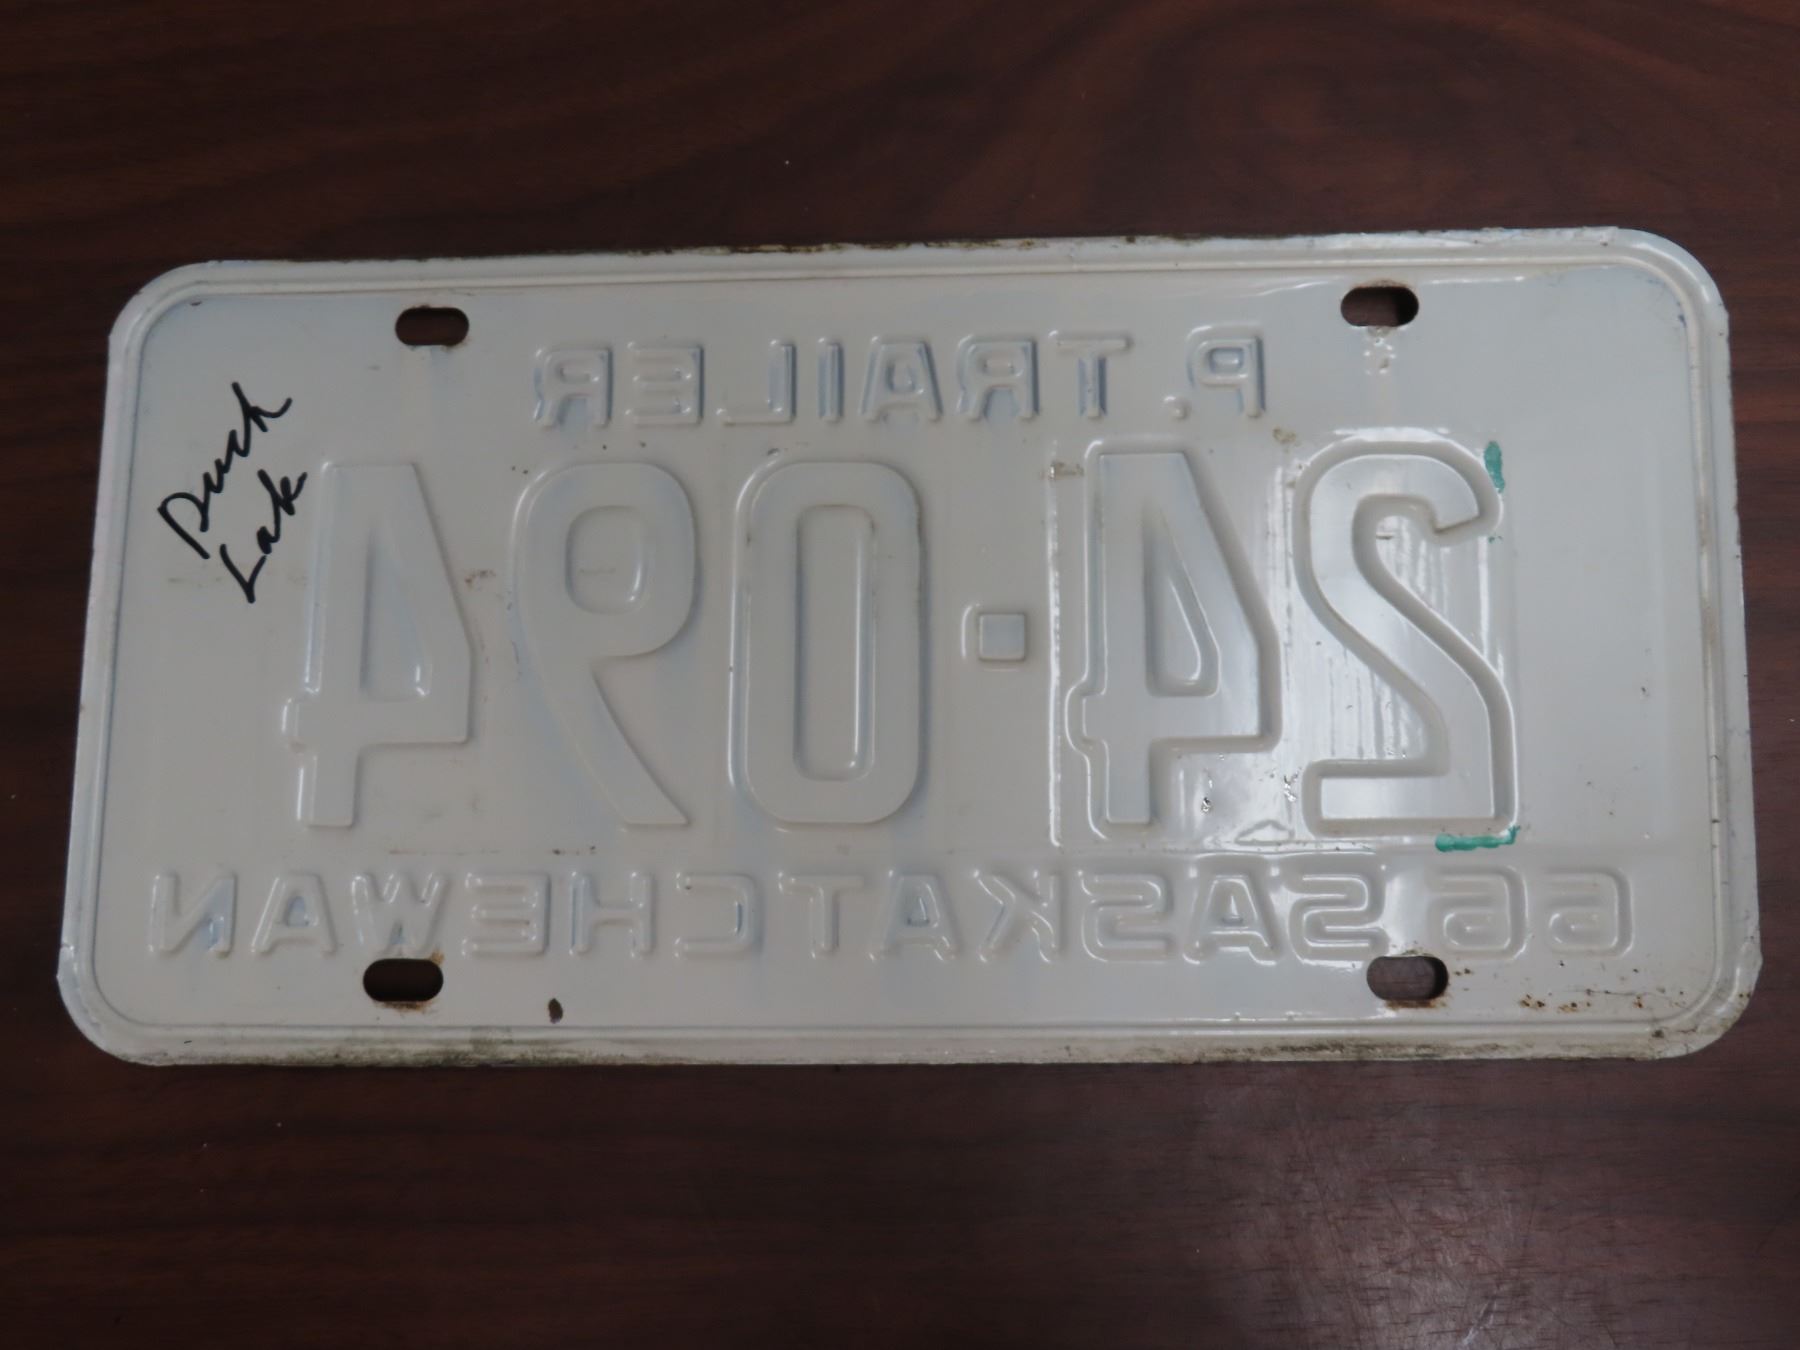 P. TRAILER
24-094
66 SASKATCHEWAN
Duck
Lake